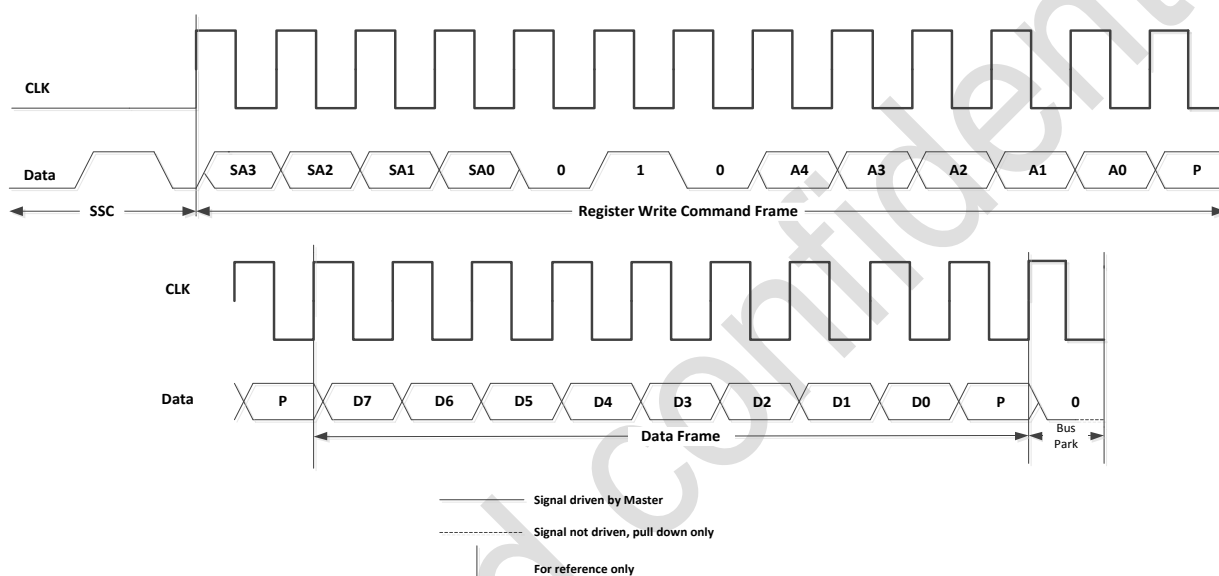 CLK
Data SA3 SA2 SA1 SA0 0 1 0 A4 A3 A2 A1 A0 P
SSC Register Write Command Frame
CLK
Data P D7 D6 D5 D4 D3 D2 D1 D0 P 0
Data Frame Bus
Park
Signal driven by Master
Signal not driven, pull down only
For reference only
confident